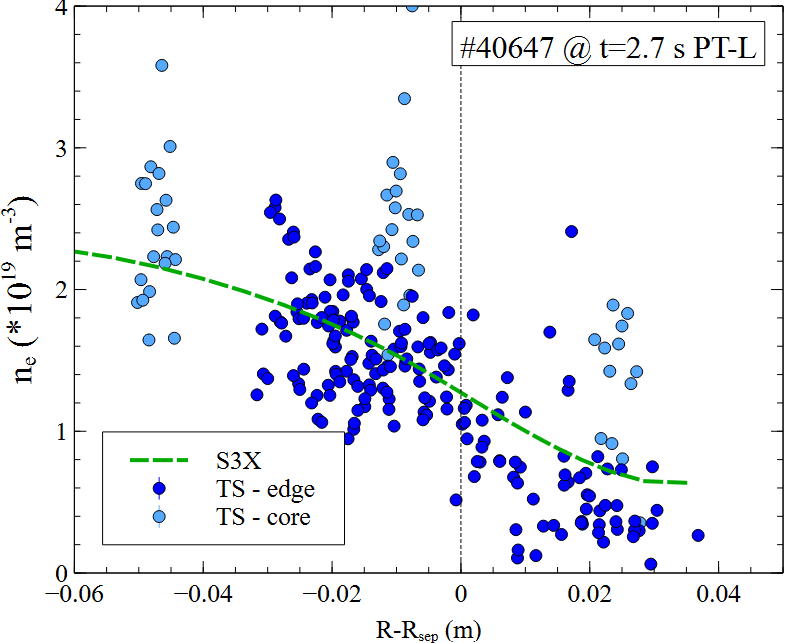 4
#40647 @ t=2.7 s PT-L
3
nₑ (*10¹⁹ m⁻³)
2
1
S3X
TS - edge
TS - core
0
−0.06 −0.04 −0.02 0 0.02 0.04
R-Rsep (m)